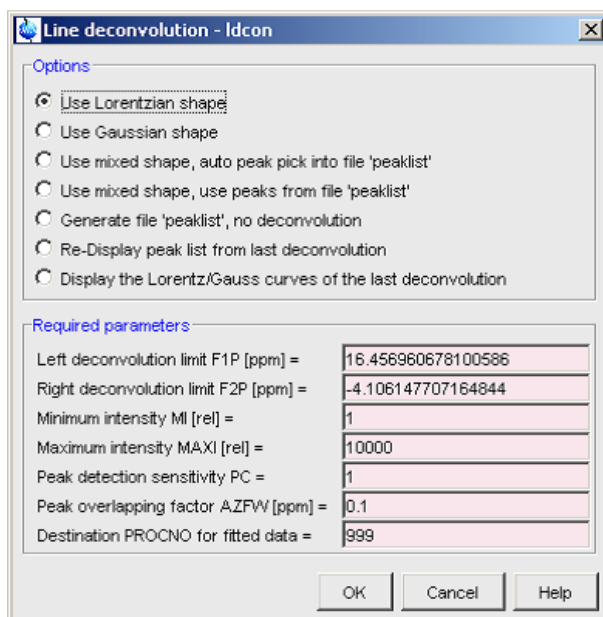 Line deconvolution - ldcon
Options
Use Lorentzian shape
Use Gaussian shape
Use mixed shape, auto peak pick into file 'peaklist'
Use mixed shape, use peaks from file 'peaklist'
Generate file 'peaklist', no deconvolution
Re-Display peak list from last deconvolution
Display the Lorentz/Gauss curves of the last deconvolution
Required parameters
Left deconvolution limit F1P [ppm] = 16.456960678100586
Right deconvolution limit F2P [ppm] = -4.106147707164844
Minimum intensity MI [rel] = 1
Maximum intensity MAXI [rel] = 10000
Peak detection sensitivity PC = 1
Peak overlapping factor AZFW [ppm] = 0.1
Destination PROCNO for fitted data = 999
OK Cancel Help